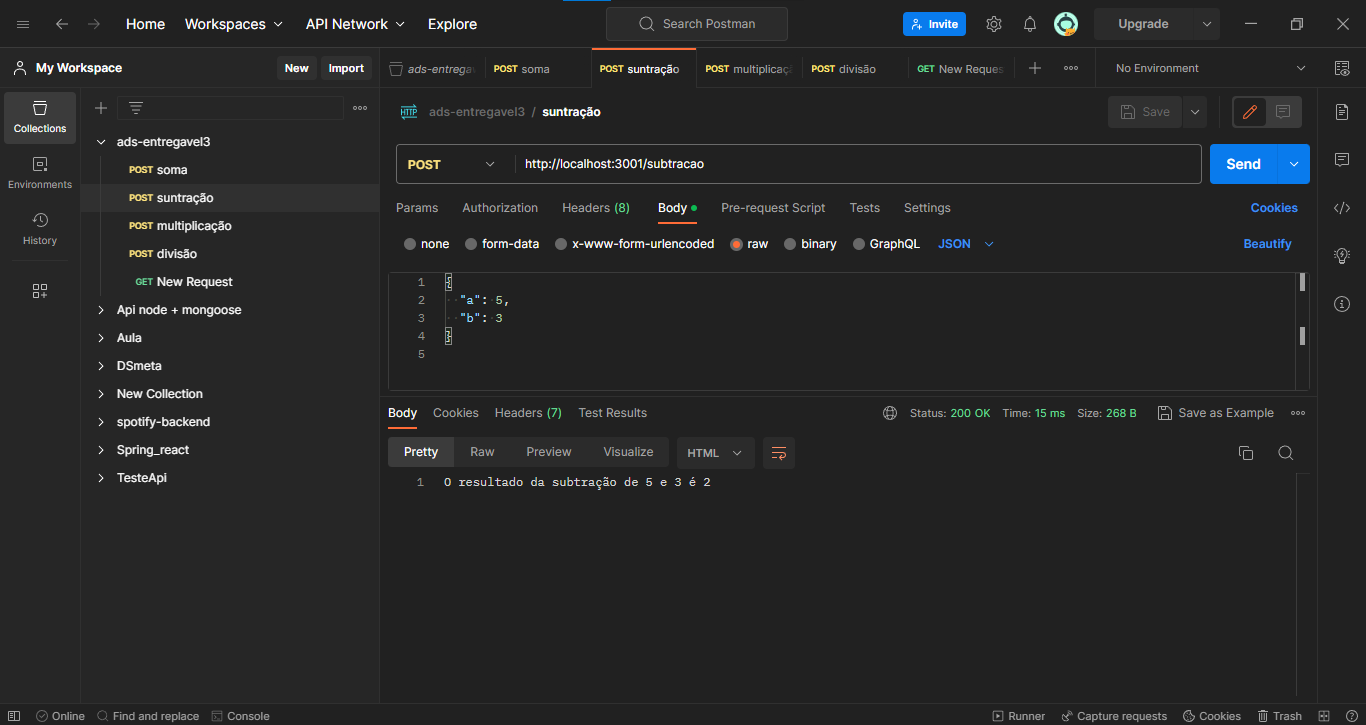 Home Workspaces API Network Explore Search Postman Invite Upgrade
My Workspace New Import ads-entregav POST soma POST suntração POST multiplicaç POST divisão GET New Reques No Environment
Collections
Environments
History
ads-entregavel3
POST soma
POST suntração
POST multiplicação
POST divisão
GET New Request
Api node + mongoose
Aula
DSmeta
New Collection
spotify-backend
Spring_react
TesteApi
HTTP ads-entregavel3 / suntração Save
POST http://localhost:3001/subtracao Send
Params Authorization Headers (8) Body Pre-request Script Tests Settings Cookies
none form-data x-www-form-urlencoded raw binary GraphQL JSON Beautify
1 {
2 "a": 5,
3 "b": 3
4 }
5
Body Cookies Headers (7) Test Results Status: 200 OK Time: 15 ms Size: 268 B Save as Example
Pretty Raw Preview Visualize HTML
1 O resultado da subtração de 5 e 3 é 2
Online Find and replace Console Runner Capture requests Cookies Trash